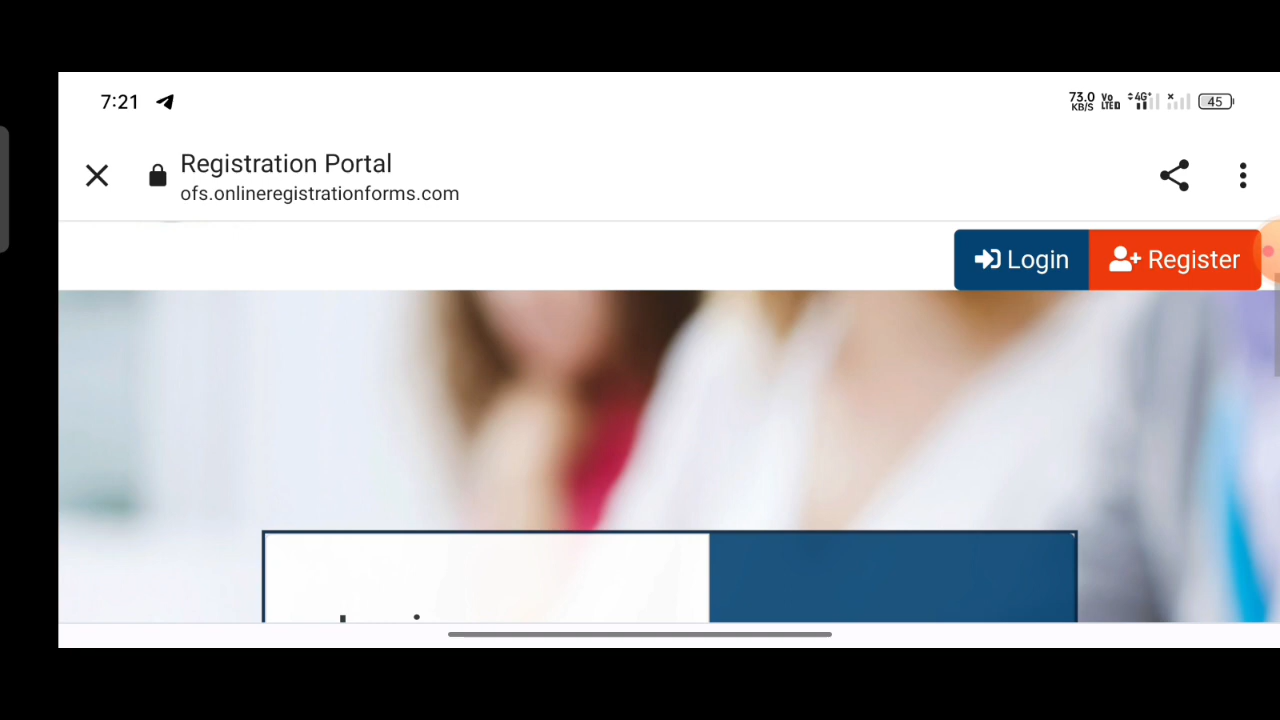 7:21
73.0 KB/S Vo LTE 4G+ 45
Registration Portal
ofs.onlineregistrationforms.com
Login Register